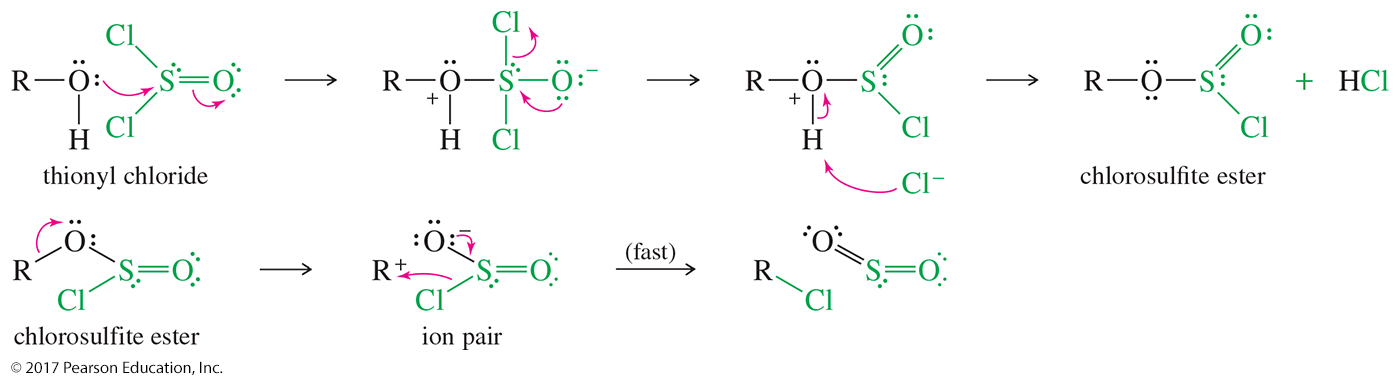 Cl Cl O
R—O: S=O: → R—O—S—O:− → R—O—S → R—O—S + HCl
+ +
H Cl H Cl H Cl Cl
thionyl chloride Cl− chlorosulfite ester
O O:− O
R S=O → R+ S=O (fast) → R S=O
Cl Cl Cl
chlorosulfite ester ion pair
© 2017 Pearson Education, Inc.